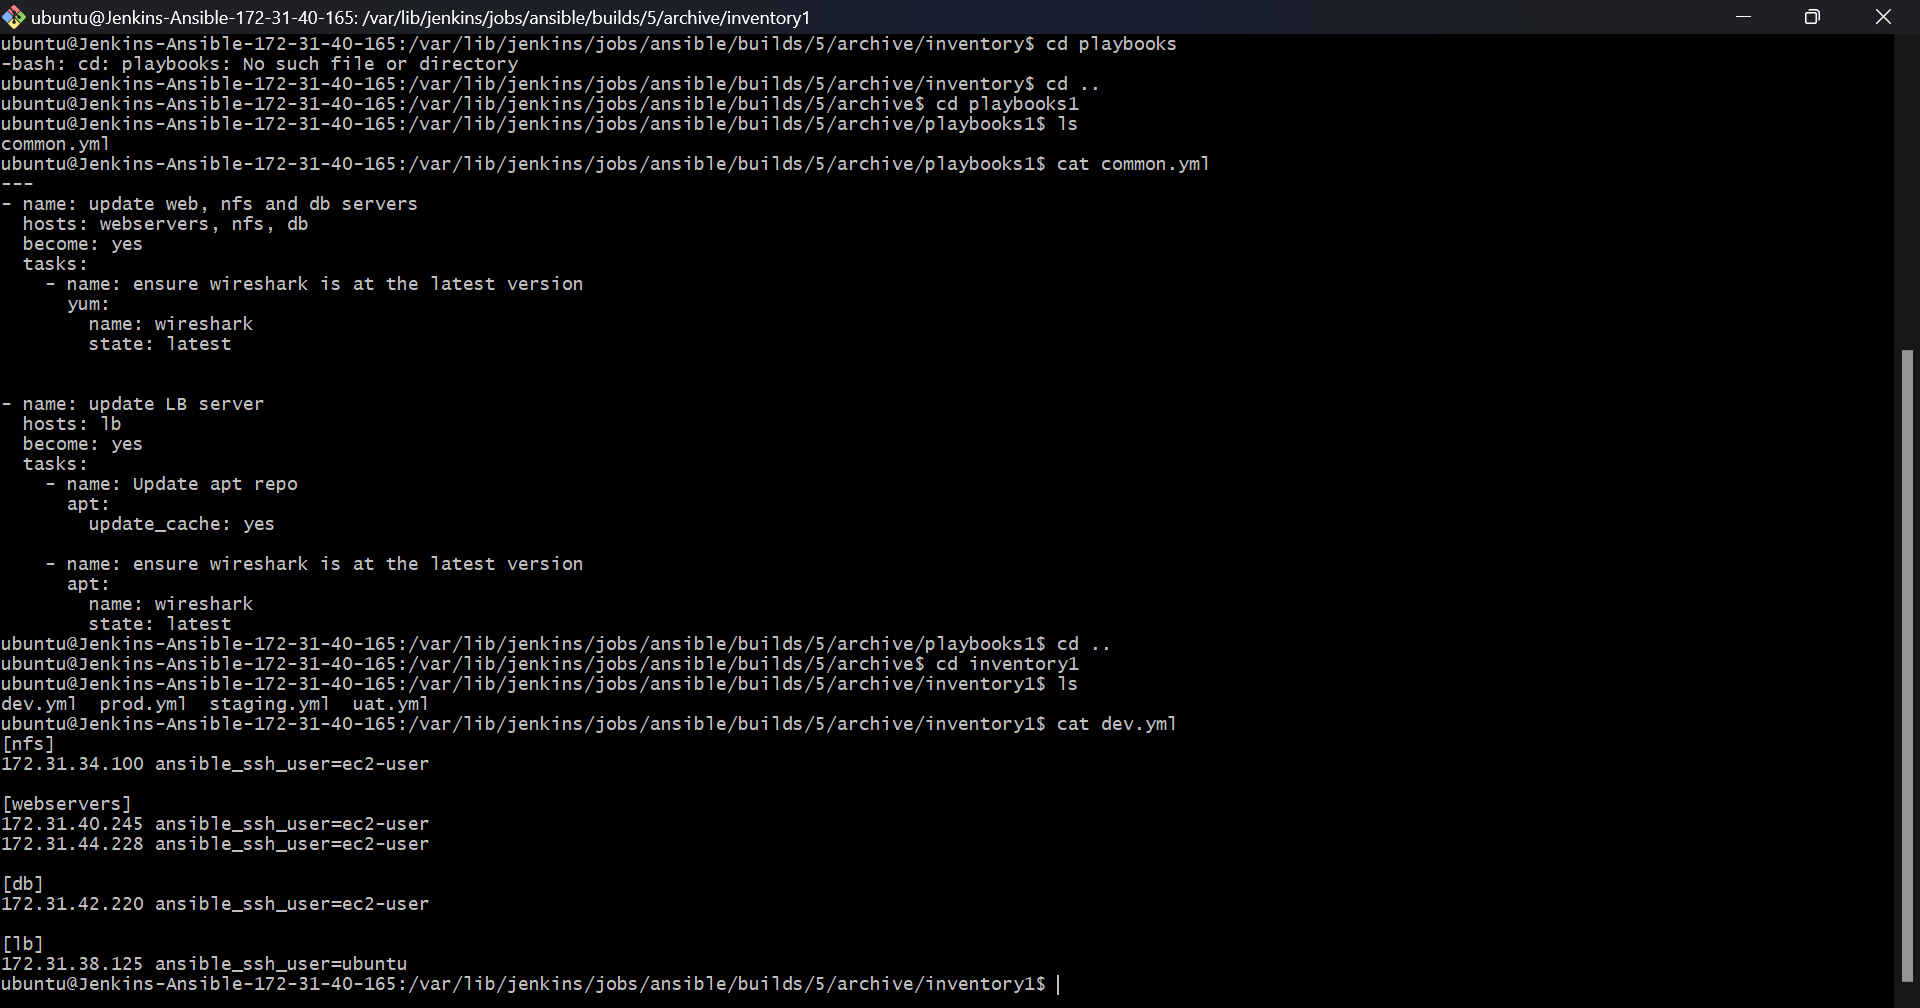 ubuntu@Jenkins-Ansible-172-31-40-165: /var/lib/jenkins/jobs/ansible/builds/5/archive/inventory1
ubuntu@Jenkins-Ansible-172-31-40-165:/var/lib/jenkins/jobs/ansible/builds/5/archive/inventory$ cd playbooks
-bash: cd: playbooks: No such file or directory
ubuntu@Jenkins-Ansible-172-31-40-165:/var/lib/jenkins/jobs/ansible/builds/5/archive/inventory$ cd ..
ubuntu@Jenkins-Ansible-172-31-40-165:/var/lib/jenkins/jobs/ansible/builds/5/archive$ cd playbooks1
ubuntu@Jenkins-Ansible-172-31-40-165:/var/lib/jenkins/jobs/ansible/builds/5/archive/playbooks1$ ls
common.yml
ubuntu@Jenkins-Ansible-172-31-40-165:/var/lib/jenkins/jobs/ansible/builds/5/archive/playbooks1$ cat common.yml
---
- name: update web, nfs and db servers
  hosts: webservers, nfs, db
  become: yes
  tasks:
    - name: ensure wireshark is at the latest version
      yum:
        name: wireshark
        state: latest
- name: update LB server
  hosts: lb
  become: yes
  tasks:
    - name: Update apt repo
      apt:
        update_cache: yes
    - name: ensure wireshark is at the latest version
      apt:
        name: wireshark
        state: latest
ubuntu@Jenkins-Ansible-172-31-40-165:/var/lib/jenkins/jobs/ansible/builds/5/archive/playbooks1$ cd ..
ubuntu@Jenkins-Ansible-172-31-40-165:/var/lib/jenkins/jobs/ansible/builds/5/archive$ cd inventory1
ubuntu@Jenkins-Ansible-172-31-40-165:/var/lib/jenkins/jobs/ansible/builds/5/archive/inventory1$ ls
dev.yml  prod.yml  staging.yml  uat.yml
ubuntu@Jenkins-Ansible-172-31-40-165:/var/lib/jenkins/jobs/ansible/builds/5/archive/inventory1$ cat dev.yml
[nfs]
172.31.34.100 ansible_ssh_user=ec2-user
[webservers]
172.31.40.245 ansible_ssh_user=ec2-user
172.31.44.228 ansible_ssh_user=ec2-user
[db]
172.31.42.220 ansible_ssh_user=ec2-user
[lb]
172.31.38.125 ansible_ssh_user=ubuntu
ubuntu@Jenkins-Ansible-172-31-40-165:/var/lib/jenkins/jobs/ansible/builds/5/archive/inventory1$